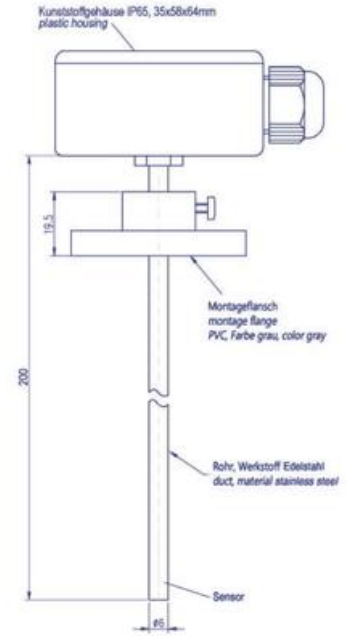 Kunststoffgehäuse IP65, 35x58x64mm
plastic housing
19,5
Montageflansch
montage flange
PVC, Farbe grau, color gray
200
Rohr, Werkstoff Edelstahl
duct, material stainless steel
Sensor
ø6